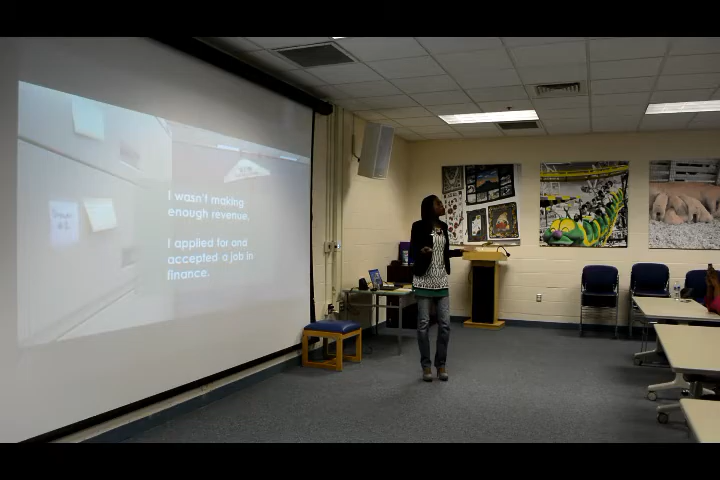 I wasn't making
enough revenue.
I applied for and
accepted a job in
finance.